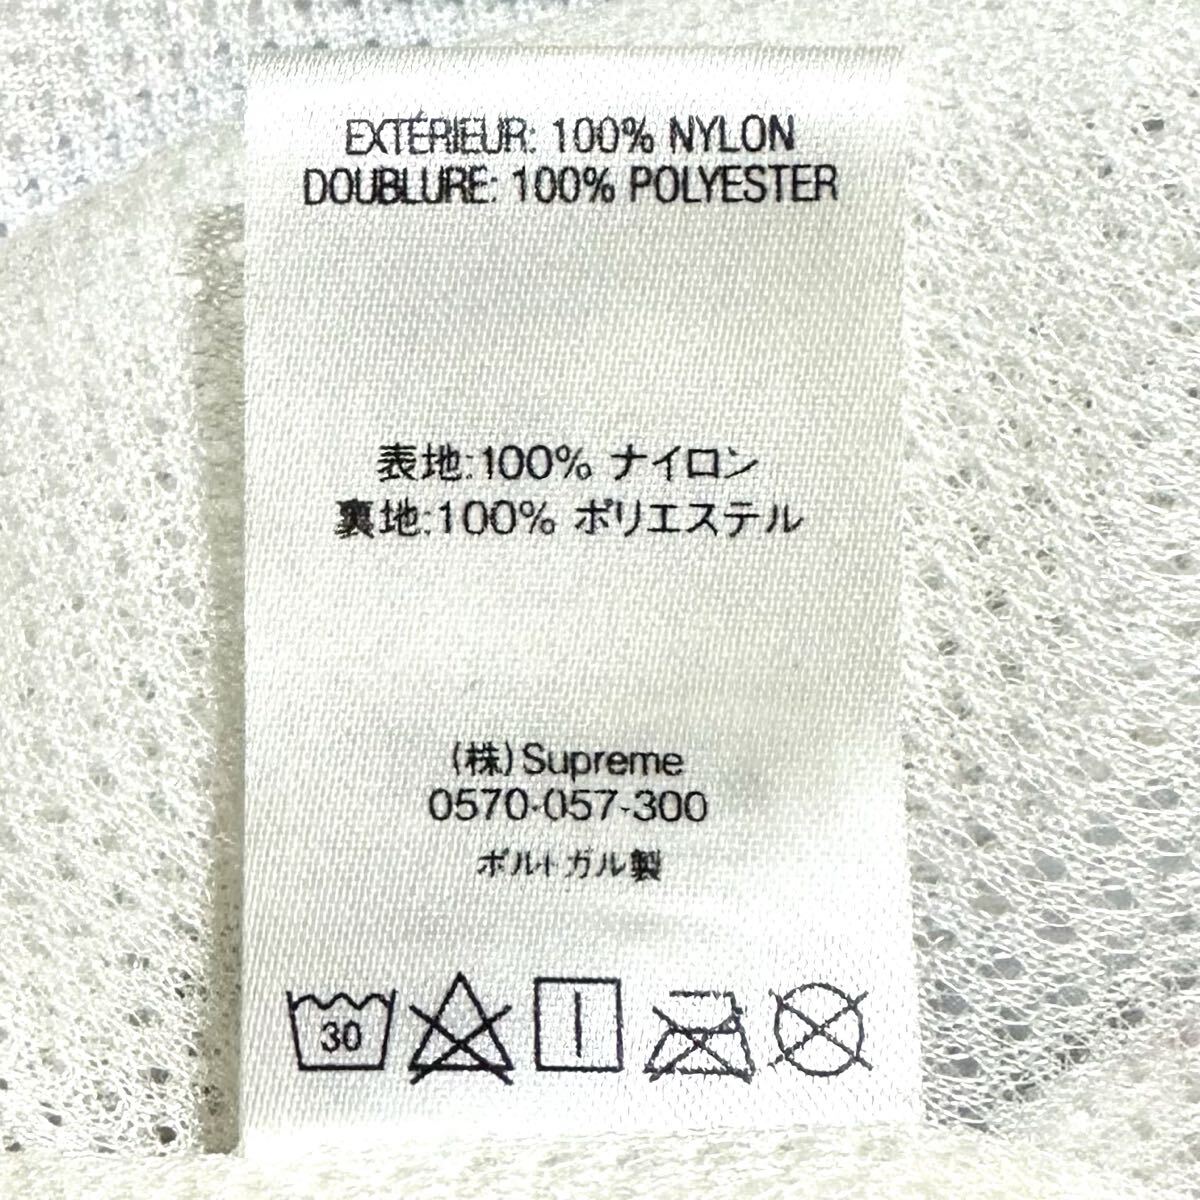 EXTÉRIEUR: 100% NYLON
DOUBLURE: 100% POLYESTER
表地:100% ナイロン
裏地:100% ポリエステル
(株)Supreme
0570-057-300
ポルトガル製
30